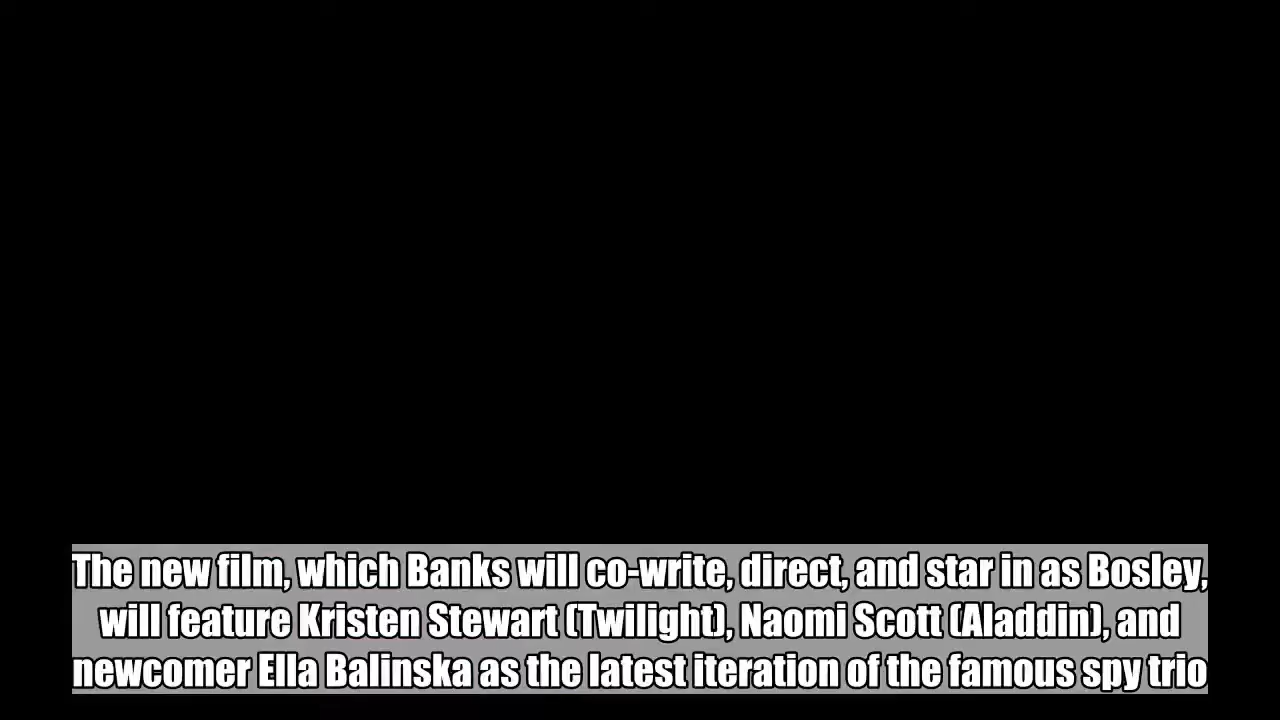 The new film, which Banks will co-write, direct, and star in as Bosley,
will feature Kristen Stewart (Twilight), Naomi Scott (Aladdin), and
newcomer Ella Balinska as the latest iteration of the famous spy trio